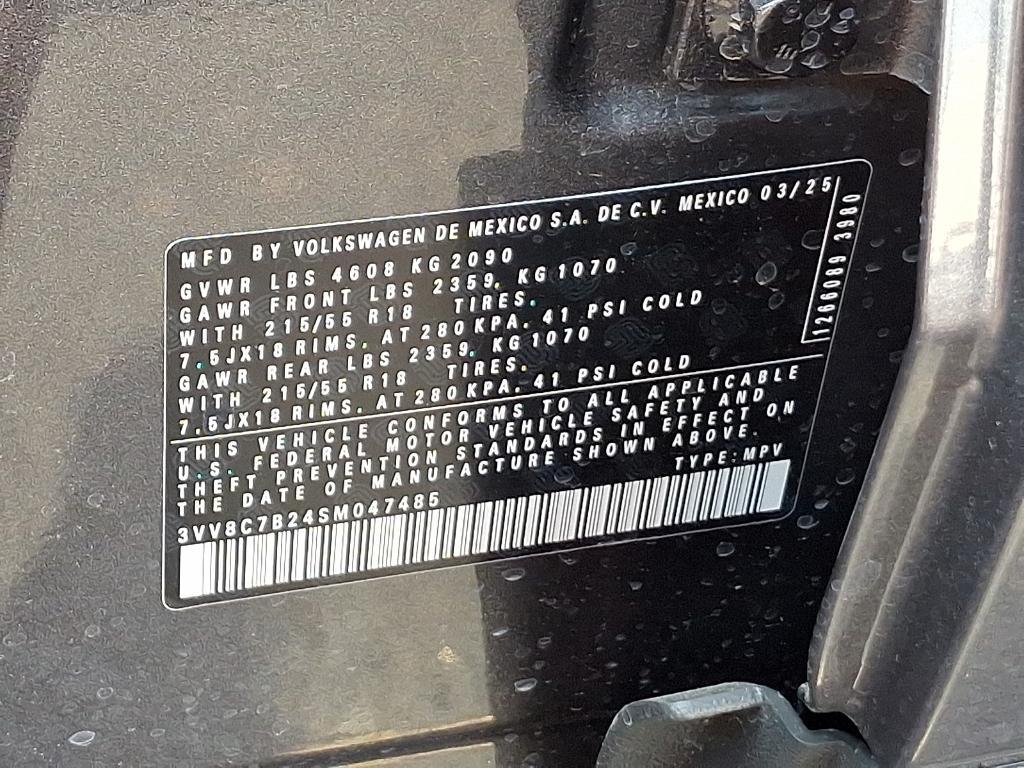 MFD BY VOLKSWAGEN DE MEXICO S.A. DE C.V. MEXICO 03/25
GVWR LBS 4608 KG 2090
GAWR FRONT LBS 2359. KG 1070
WITH 215/55 R18 TIRES.
7.5JX18 RIMS. AT 280 KPA. 41 PSI COLD
GAWR REAR LBS 2359. KG 1070
WITH 215/55 R18 TIRES.
7.5JX18 RIMS. AT 280 KPA. 41 PSI COLD
THIS VEHICLE CONFORMS TO ALL APPLICABLE
U.S. FEDERAL MOTOR VEHICLE SAFETY AND
THEFT PREVENTION STANDARDS IN EFFECT ON
THE DATE OF MANUFACTURE SHOWN ABOVE.
3VV8C7B24SM047485 TYPE: MPV
1266089 3980